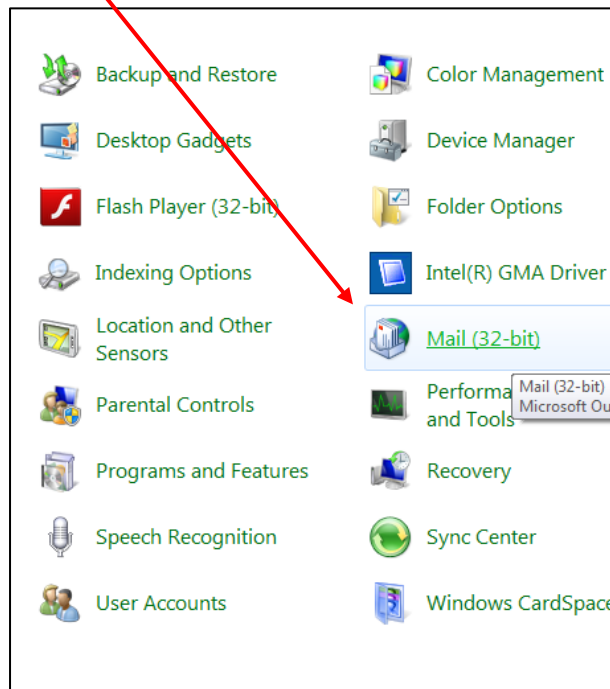 Backup and Restore
Color Management
Desktop Gadgets
Device Manager
Flash Player (32-bit)
Folder Options
Indexing Options
Intel(R) GMA Driver
Location and Other
Sensors
Mail (32-bit)
Mail (32-bit)
Microsoft Ou
Parental Controls
Performa
and Tools
Programs and Features
Recovery
Speech Recognition
Sync Center
User Accounts
Windows CardSpace